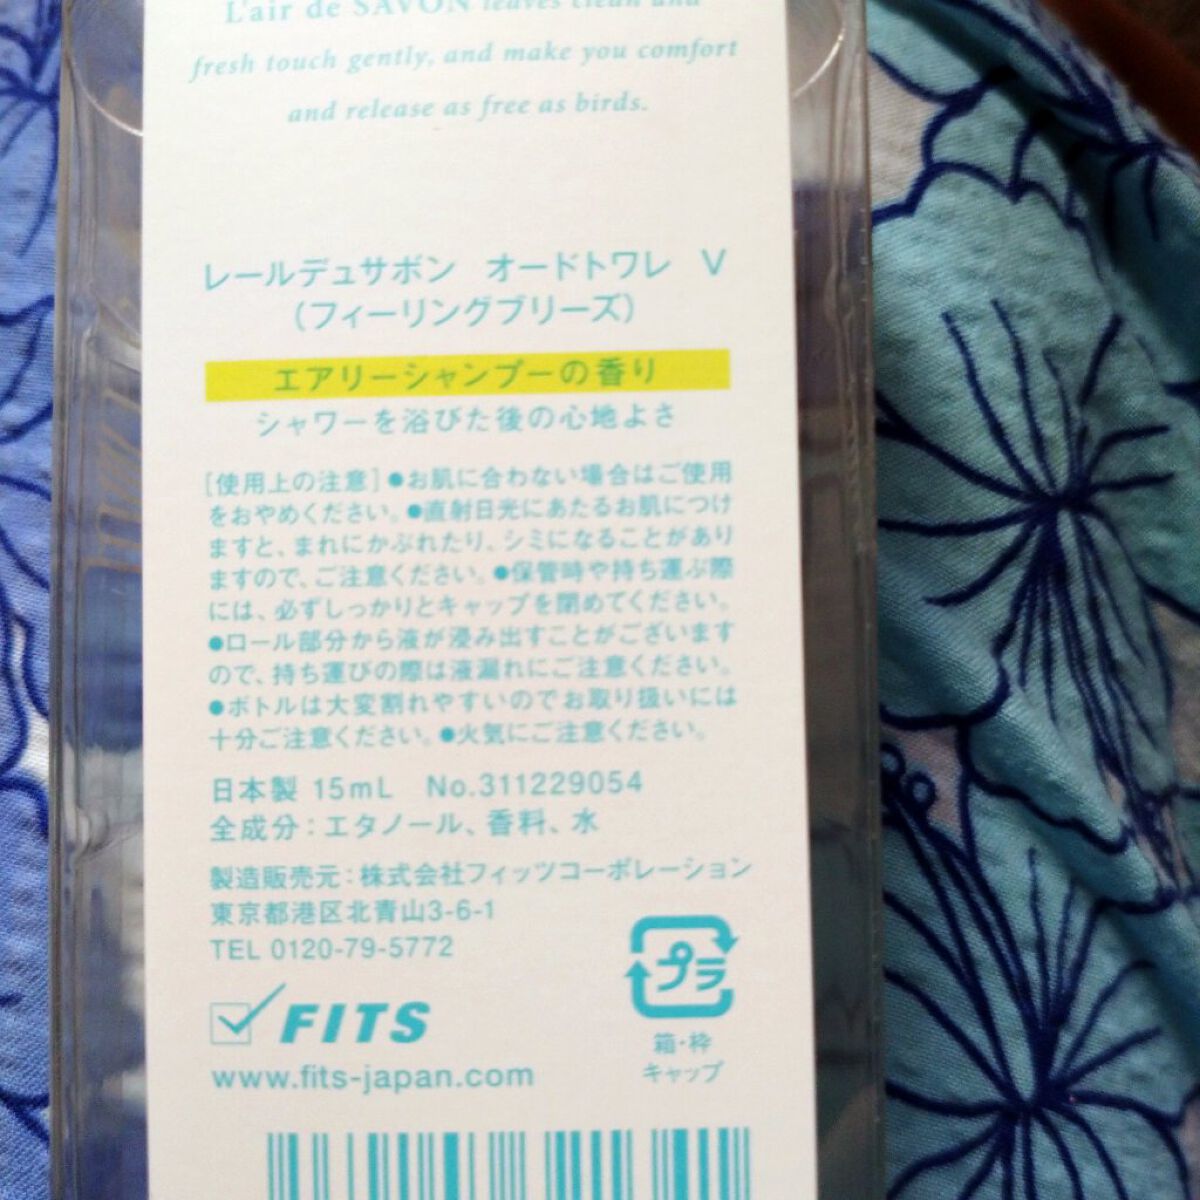 L'air de SAVON leaves clean and
fresh touch gently, and make you comfort
and release as free as birds.
レールデュサボン オードトワレ V
(フィーリングブリーズ)
エアリーシャンプーの香り
シャワーを浴びた後の心地よさ
[使用上の注意]●お肌に合わない場合はご使用
をおやめください。●直射日光にあたるお肌につけ
ますと、まれにかぶれたり、シミになることがあり
ますので、ご注意ください。●保管時や持ち運ぶ際
には、必ずしっかりとキャップを閉めてください。
●ロール部分から液が浸み出すことがございます
ので、持ち運びの際は液漏れにご注意ください。
●ボトルは大変割れやすいのでお取り扱いには
十分ご注意ください。●火気にご注意ください。
日本製 15mL No.311229054
全成分:エタノール、香料、水
製造販売元:株式会社フィッツコーポレーション
東京都港区北青山3-6-1
TEL 0120-79-5772
プラ
FITS
箱・枠
キャップ
www.fits-japan.com